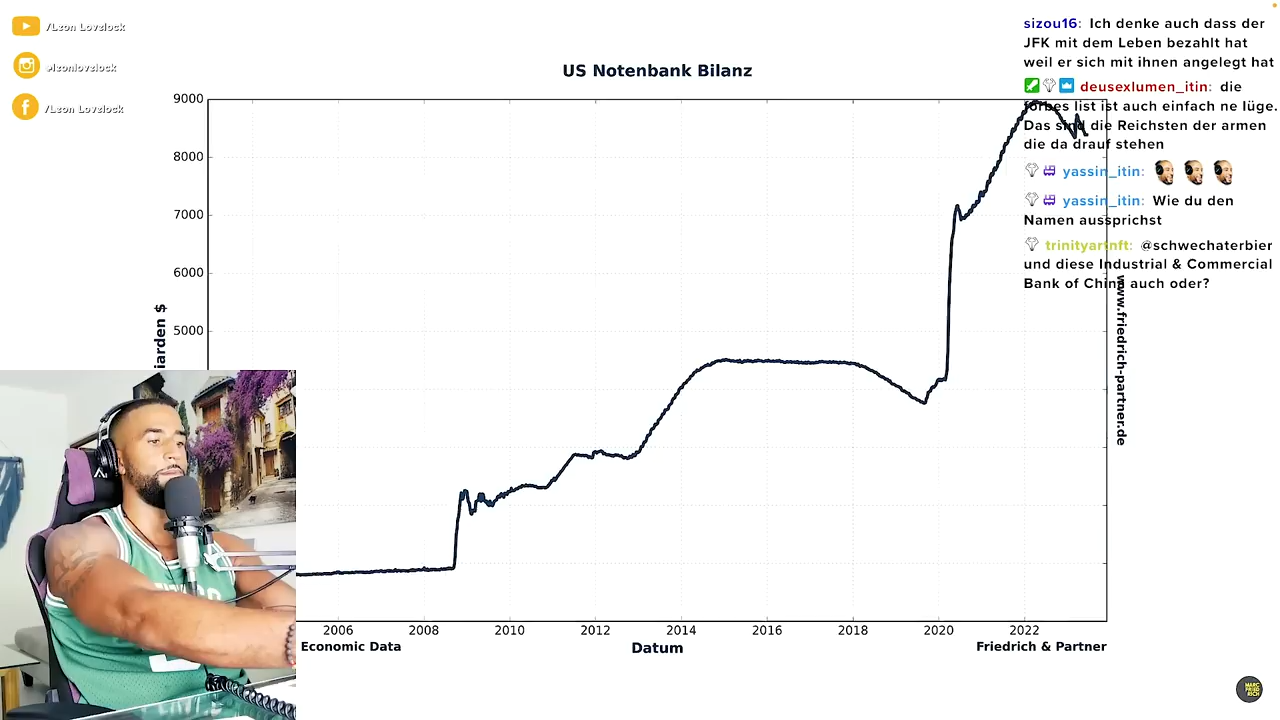 /Leon Lovelock
leonlovelock
/Leon Lovelock
US Notenbank Bilanz
9000
8000
7000
6000
5000
iarden $
2006
2008
2010
2012
2014
2016
2018
2020
2022
Economic Data
Datum
Friedrich & Partner
www.friedrich-partner.de
sizou16: Ich denke auch dass der
JFK mit dem Leben bezahlt hat
weil er sich mit ihnen angelegt hat
deusexlumen_itin: die
forbes list ist auch einfach ne lüge.
Das sind die Reichsten der armen
die da drauf stehen
yassin_itin:
yassin_itin: Wie du den
Namen aussprichst
trinityartnft: @schwechaterbier
und diese Industrial & Commercial
Bank of China auch oder?
MARC
FRIED
RICH